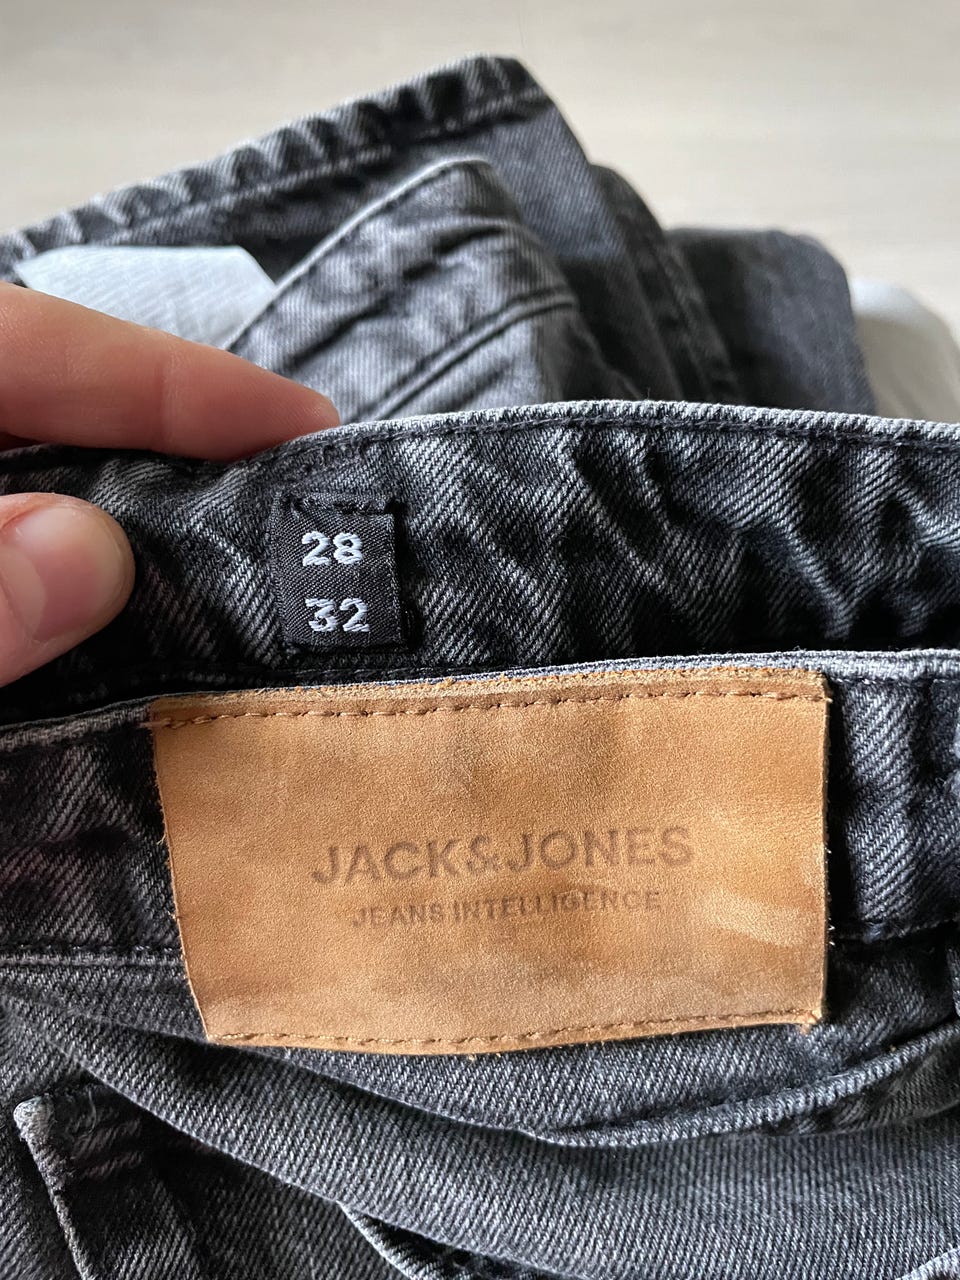 28
32
JACK&JONES
JEANS INTELLIGENCE